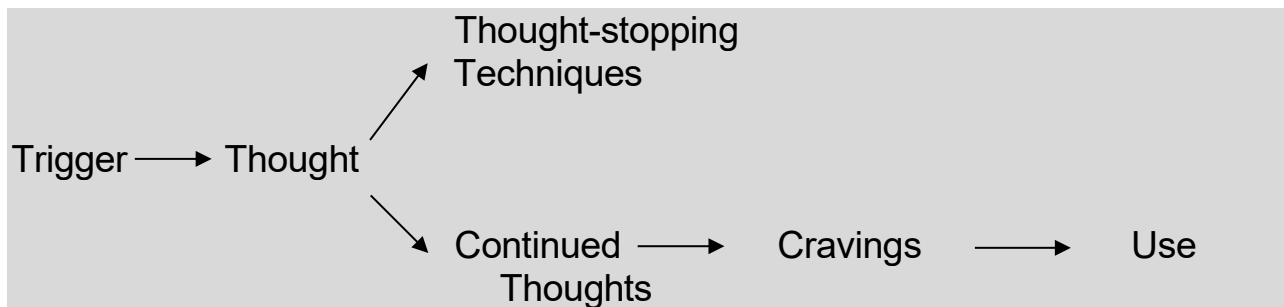 Thought-stopping
Techniques
Trigger Thought
Continued Cravings Use
Thoughts